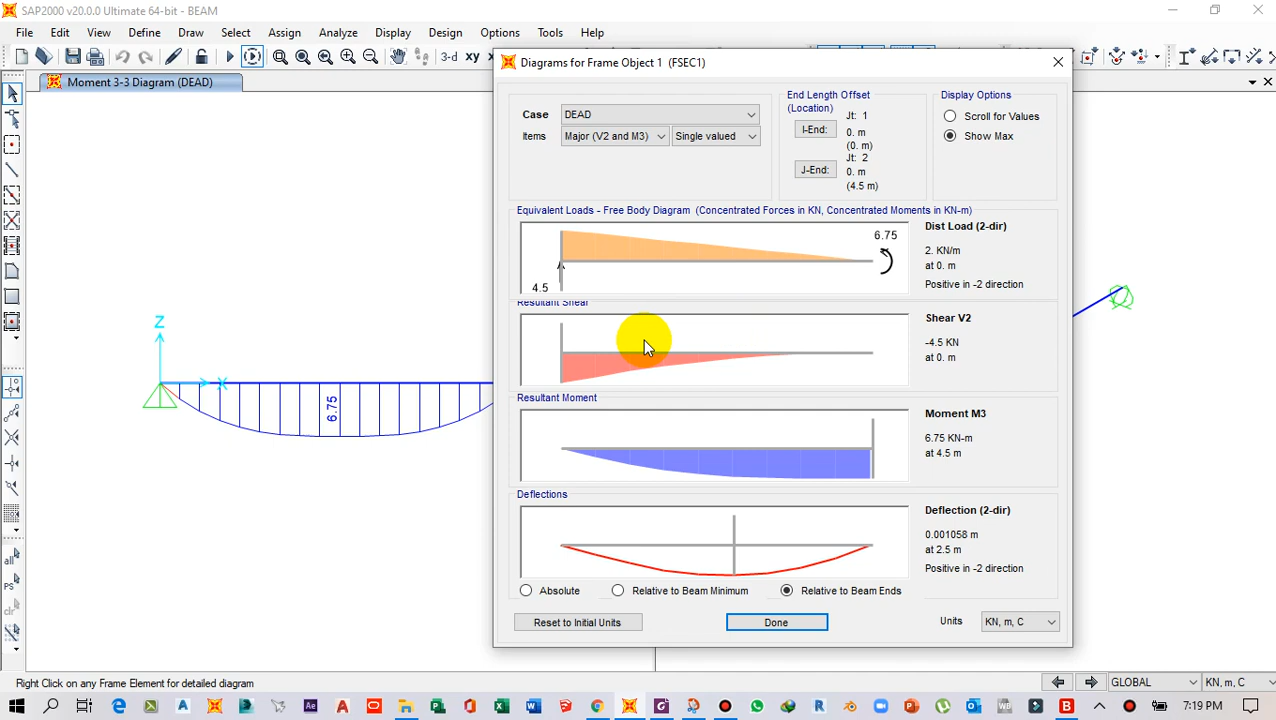 SAP2000 v20.0.0 Ultimate 64-bit - BEAM
File Edit View Define Draw Select Assign Analyze Display Design Options Tools Help
3-d xy
Moment 3-3 Diagram (DEAD)
Diagrams for Frame Object 1 (FSEC1)
Case DEAD
Items Major (V2 and M3) Single valued
End Length Offset
(Location)
I-End:
Jt: 1
0. m
(0. m)
J-End:
Jt: 2
0. m
(4.5 m)
Display Options
Scroll for Values
Show Max
Equivalent Loads - Free Body Diagram (Concentrated Forces in KN, Concentrated Moments in KN-m)
6.75
4.5
Dist Load (2-dir)
2. KN/m
at 0. m
Positive in -2 direction
Resultant Shear
Shear V2
-4.5 KN
at 0. m
Resultant Moment
Moment M3
6.75 KN-m
at 4.5 m
Deflections
Deflection (2-dir)
0.001058 m
at 2.5 m
Positive in -2 direction
Absolute Relative to Beam Minimum Relative to Beam Ends
Reset to Initial Units Done Units KN, m, C
Z
X
6.75
all
PS
clr
Right Click on any Frame Element for detailed diagram
GLOBAL KN, m, C
7:19 PM